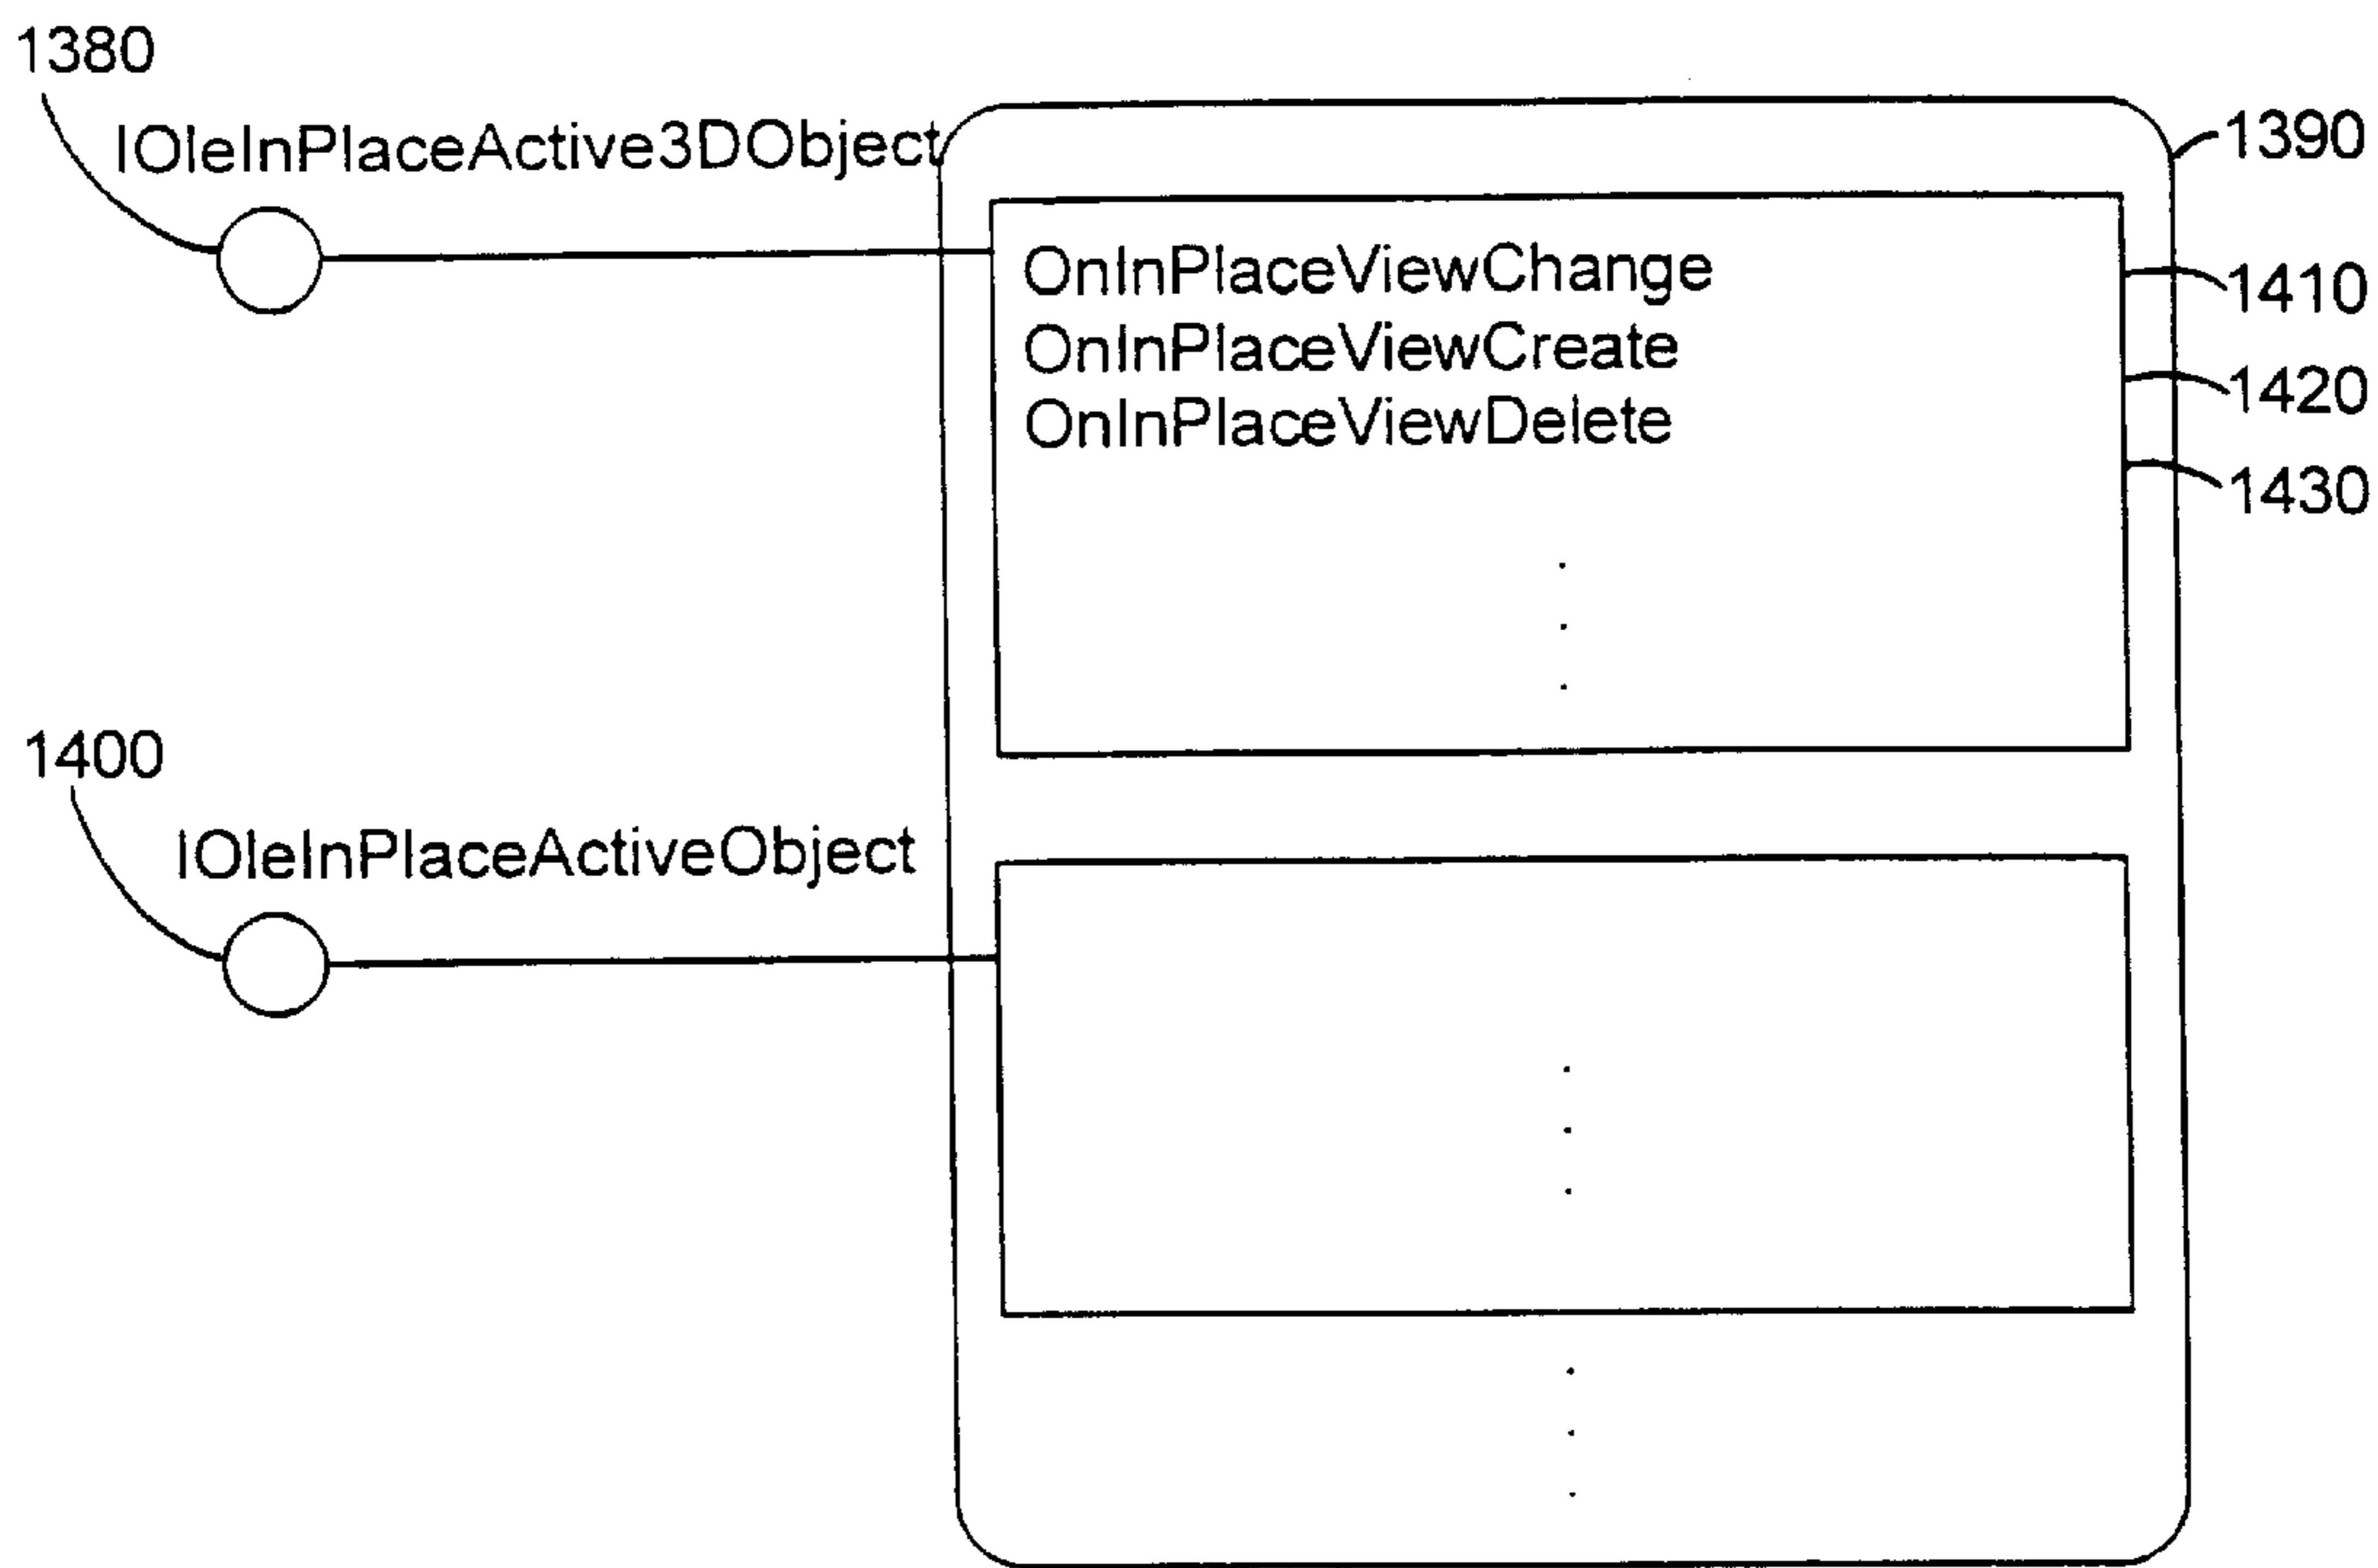 1380
IOleInPlaceActive3DObject
1390
OnInPlaceViewChange
1410
OnInPlaceViewCreate
1420
OnInPlaceViewDelete
1430
1400
IOleInPlaceActiveObject